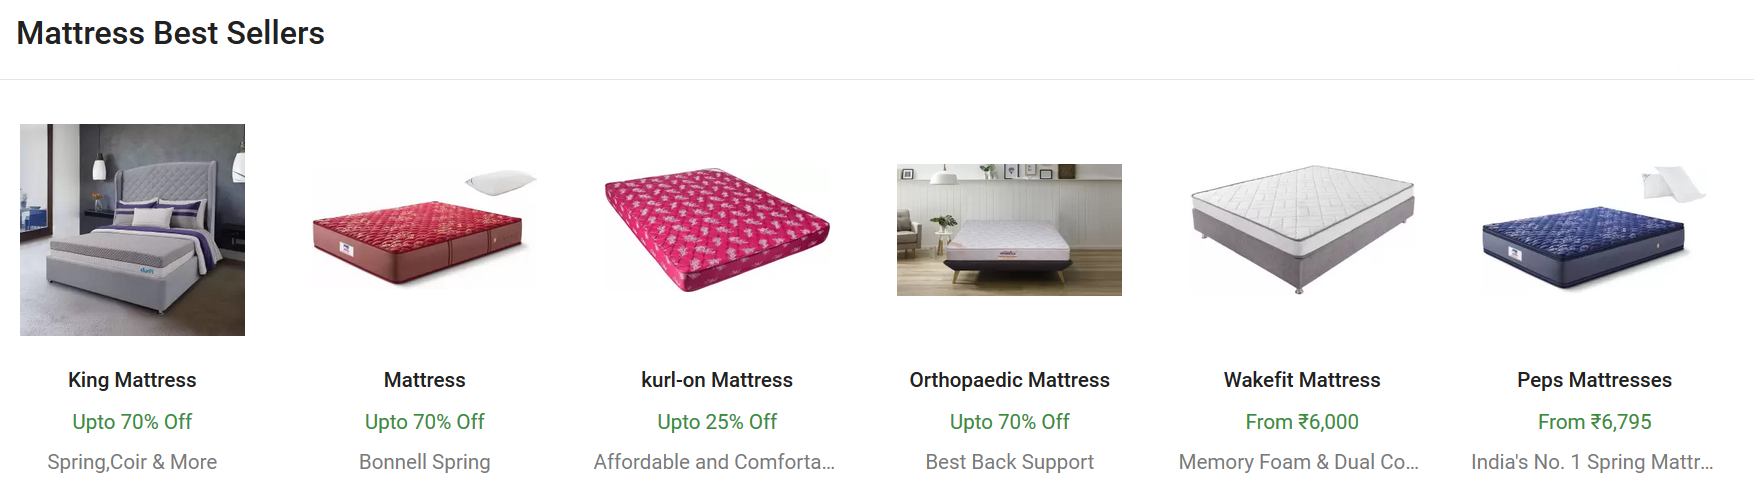 Mattress Best Sellers
King Mattress
Upto 70% Off
Spring,Coir & More
Mattress
Upto 70% Off
Bonnell Spring
kurl-on Mattress
Upto 25% Off
Affordable and Comforta...
Orthopaedic Mattress
Upto 70% Off
Best Back Support
Wakefit Mattress
From ₹6,000
Memory Foam & Dual Co...
Peps Mattresses
From ₹6,795
India's No. 1 Spring Mattr...